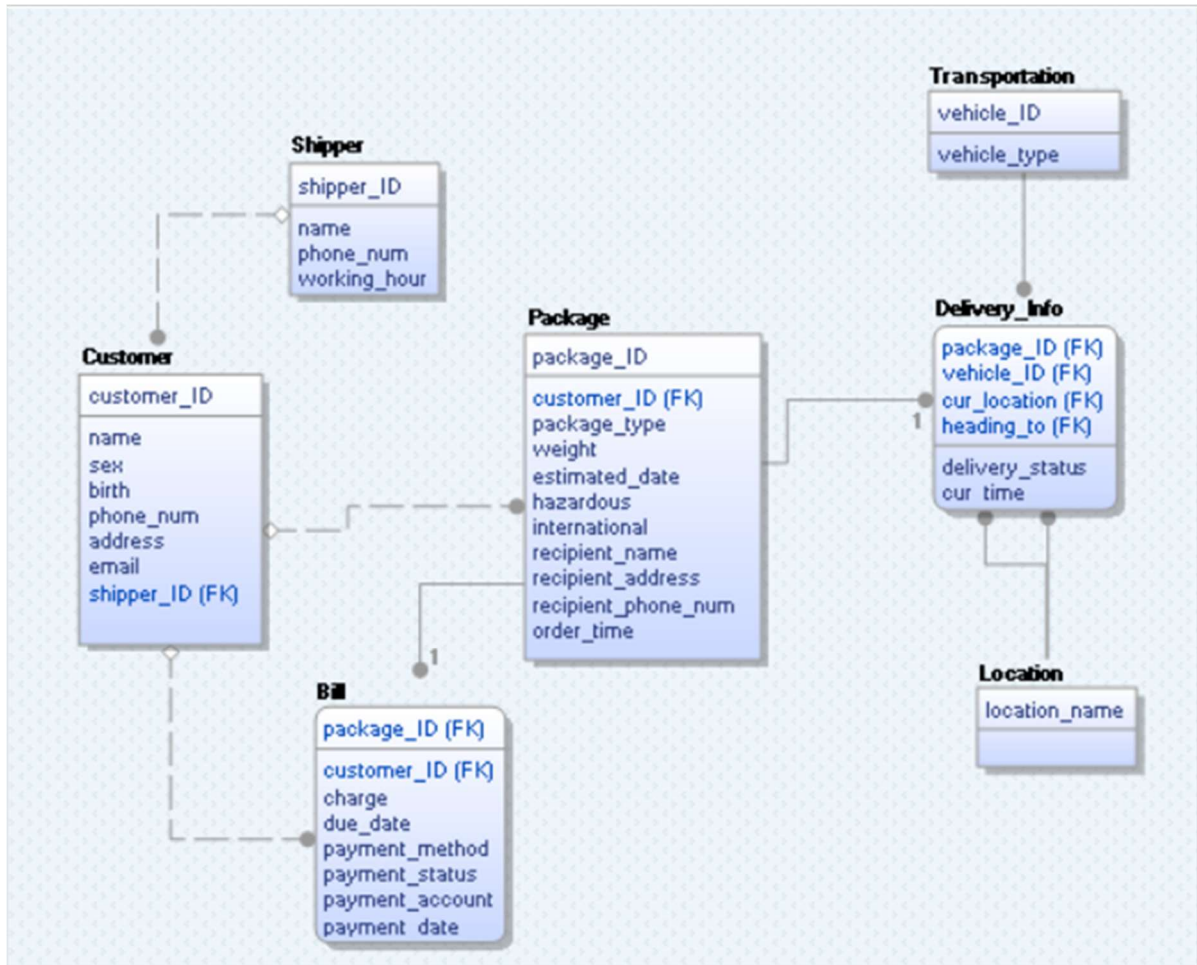 Transportation
vehicle_ID
vehicle_type
Shipper
shipper_ID
name
phone_num
working_hour
Customer
customer_ID
name
sex
birth
phone_num
address
email
shipper_ID (FK)
Package
package_ID
customer_ID (FK)
package_type
weight
estimated_date
hazardous
international
recipient_name
recipient_address
recipient_phone_num
order_time
Delivery_Info
package_ID (FK)
vehicle_ID (FK)
cur_location (FK)
heading_to (FK)
delivery_status
cur_time
1
1
Bill
package_ID (FK)
customer_ID (FK)
charge
due_date
payment_method
payment_status
payment_account
payment_date
Location
location_name